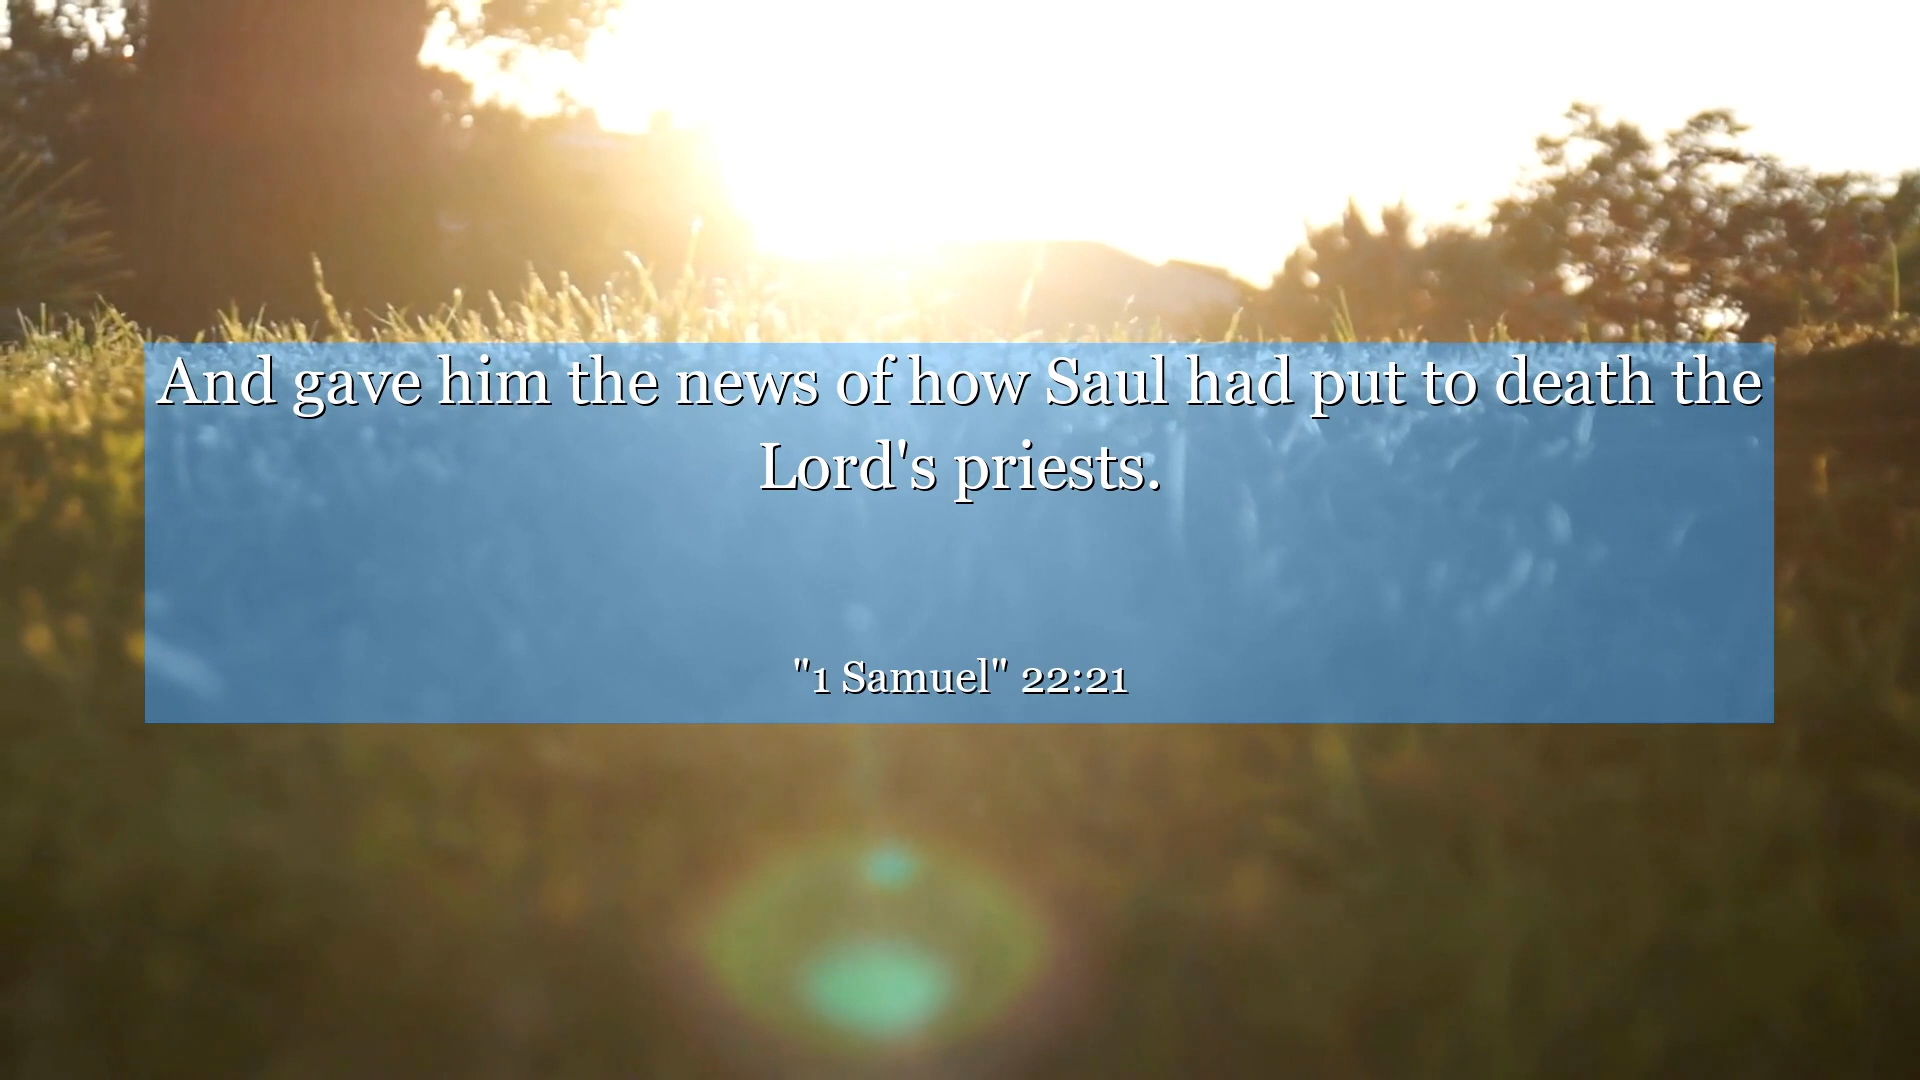 And gave him the news of how Saul had put to death the
Lord's priests.
"1 Samuel" 22:21